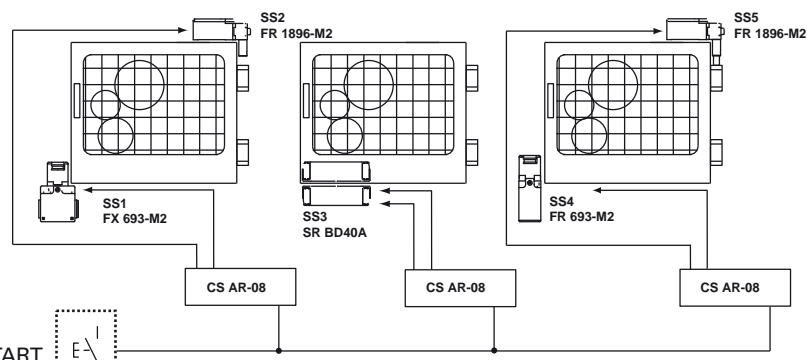 SS2
FR 1896-M2
SS5
FR 1896-M2
SS1
FX 693-M2
SS3
SR BD40A
SS4
FR 693-M2
CS AR-08
CS AR-08
CS AR-08